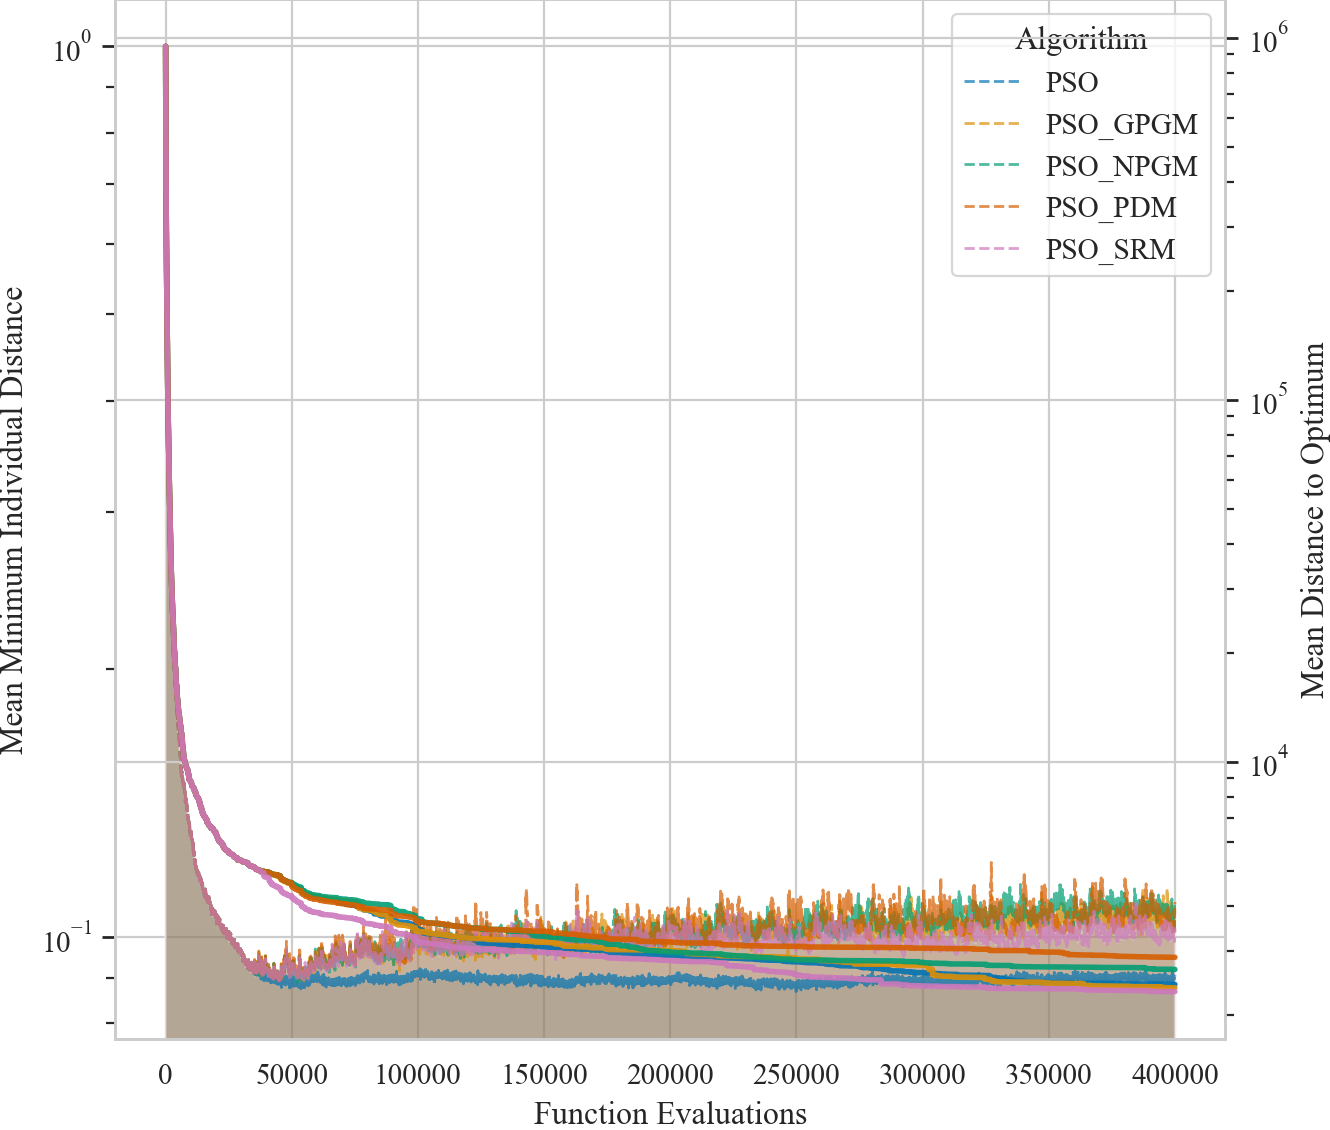 Mean Minimum Individual Distance
10^0
10^-1
Algorithm
PSO
PSO_GPGM
PSO_NPGM
PSO_PDM
PSO_SRM
10^6
10^5
10^4
Mean Distance to Optimum
0 50000 100000 150000 200000 250000 300000 350000 400000
Function Evaluations